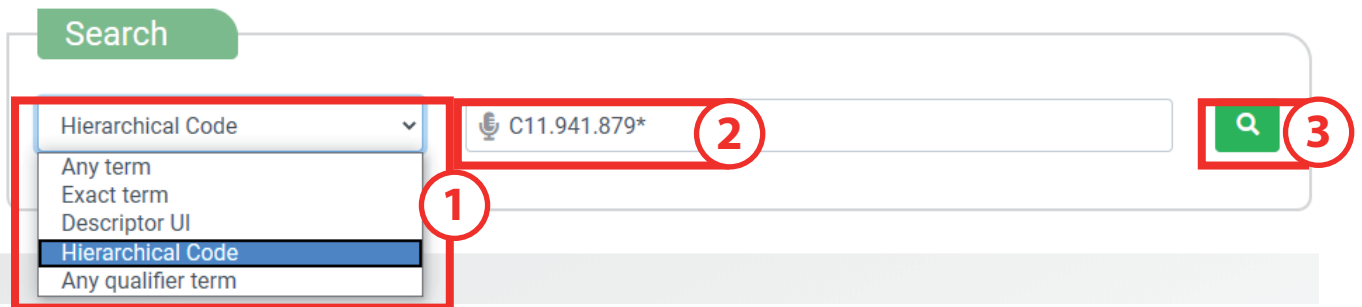 Search
Hierarchical Code
C11.941.879*
2
3
Any term
Exact term
Descriptor UI
Hierarchical Code
Any qualifier term
1